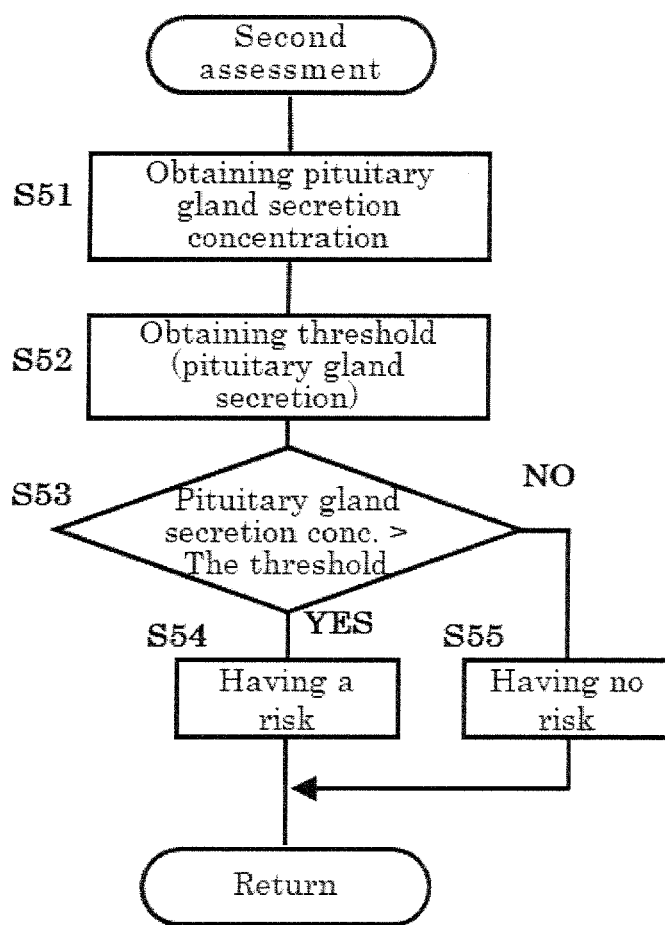 Second
assessment
S51
Obtaining pituitary
gland secretion
concentration
S52
Obtaining threshold
(pituitary gland
secretion)
S53
Pituitary gland
secretion conc. >
The threshold
NO
YES
S54
Having a
risk
S55
Having no
risk
Return